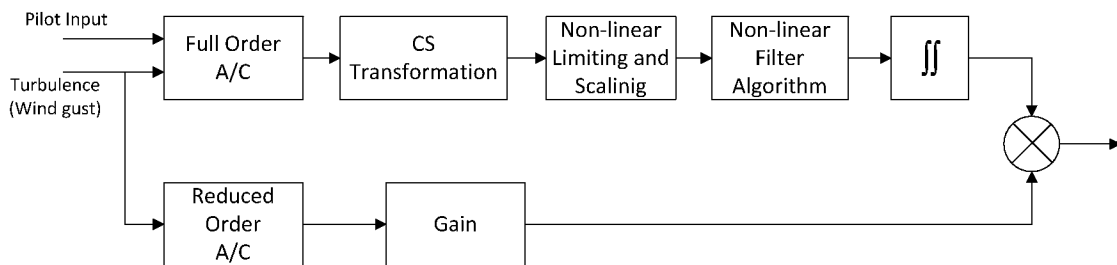 Pilot Input
Turbulence
(Wind gust)
Full Order
A/C
CS
Transformation
Non-linear
Limiting and
Scalinig
Non-linear
Filter
Algorithm
∬
Reduced
Order
A/C
Gain